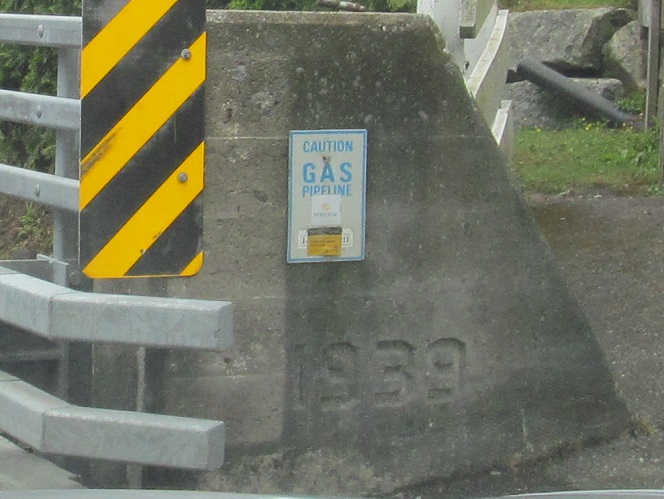 CAUTION
GAS
PIPELINE
1939